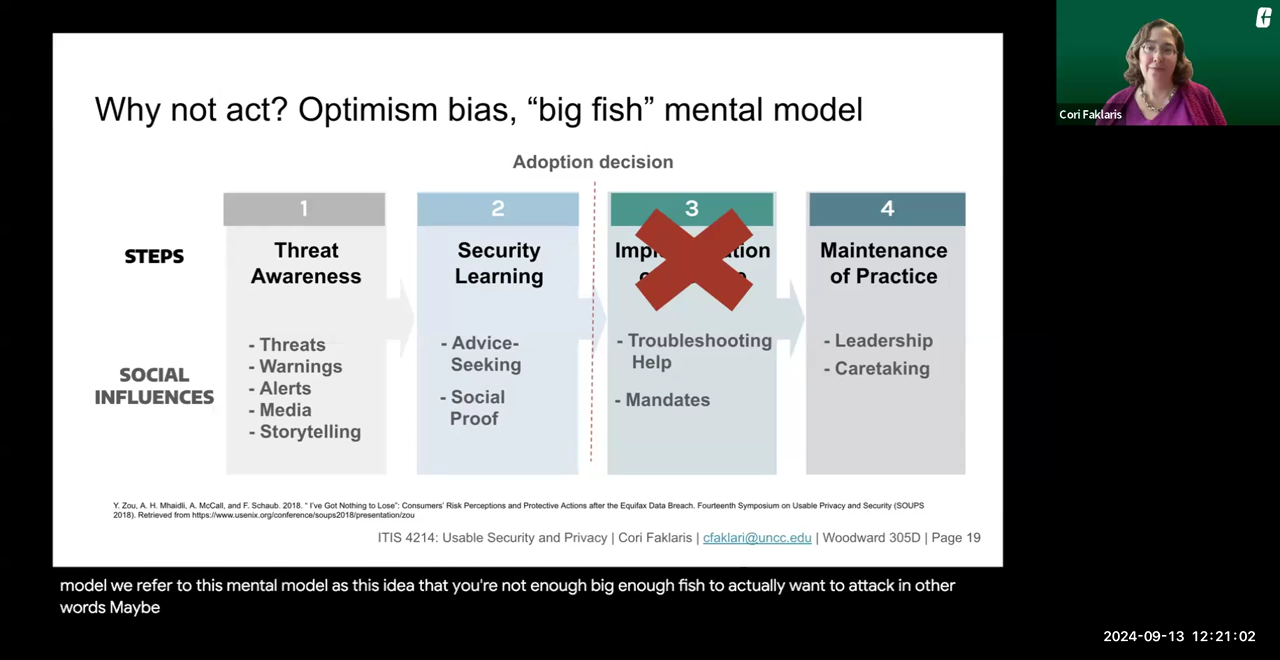 Why not act? Optimism bias, “big fish” mental model
Adoption decision
STEPS
1
Threat
Awareness
2
Security
Learning
3
4
Maintenance
of Practice
SOCIAL
INFLUENCES
- Threats
- Warnings
- Alerts
- Media
- Storytelling
- Advice-
Seeking
- Social
Proof
- Troubleshooting
Help
- Mandates
- Leadership
- Caretaking
Y. Zou, A. H. Mhaidli, A. McCall, and F. Schaub. 2018. " I've Got Nothing to Lose": Consumers' Risk Perceptions and Protective Actions after the Equifax Data Breach. Fourteenth Symposium on Usable Privacy and Security (SOUPS
2018). Retrieved from https://www.usenix.org/conference/soups2018/presentation/zou
ITIS 4214: Usable Security and Privacy | Cori Faklaris | cfaklari@uncc.edu | Woodward 305D | Page 19
Cori Faklaris
model we refer to this mental model as this idea that you're not enough big enough fish to actually want to attack in other
words Maybe
2024-09-13 12:21:02